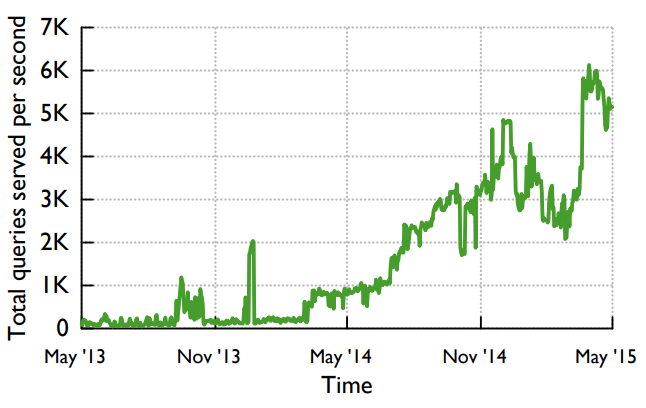 Total queries served per second
7K
6K
5K
4K
3K
2K
1K
0
May '13
Nov '13
May '14
Nov '14
May '15
Time